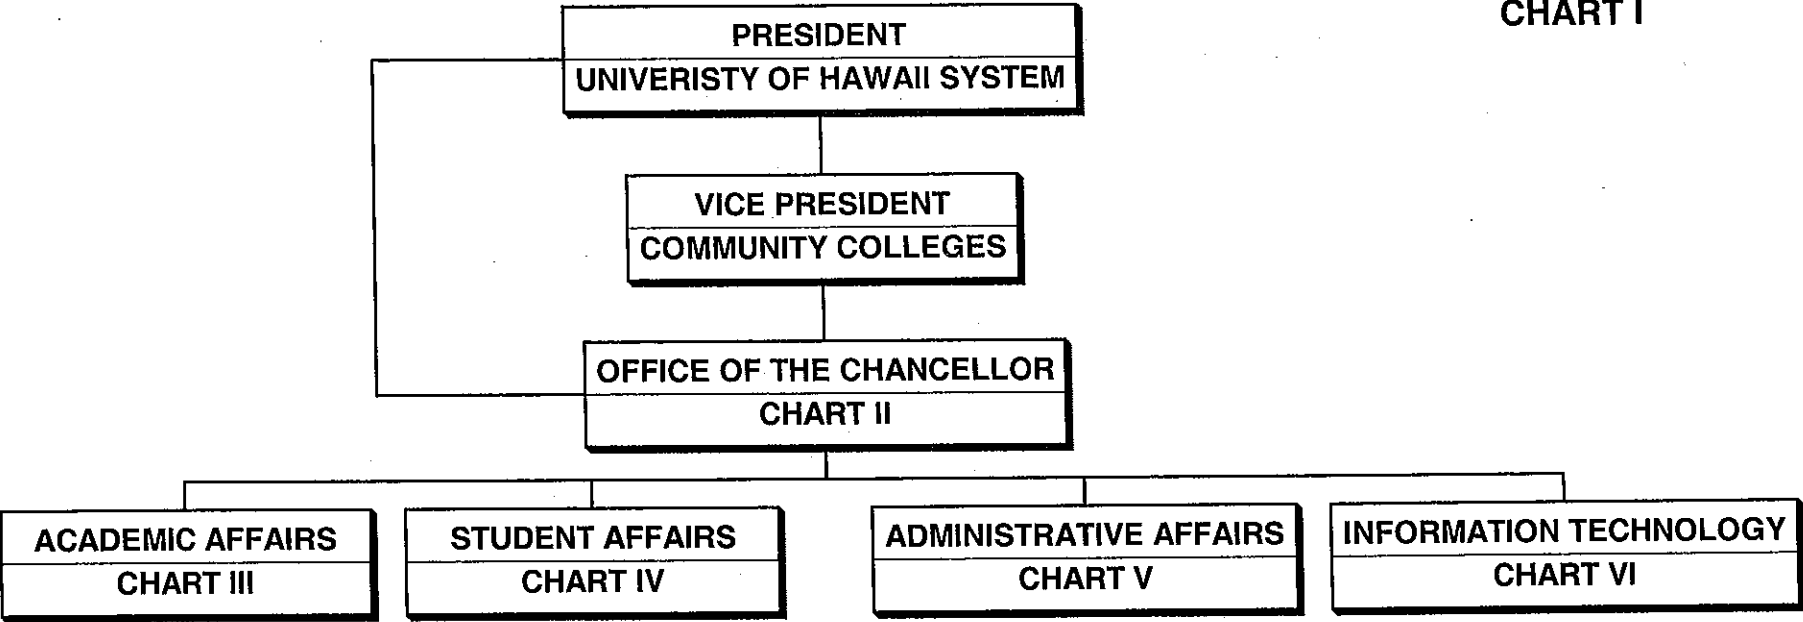 CHART I
PRESIDENT
UNIVERISTY OF HAWAII SYSTEM
VICE PRESIDENT
COMMUNITY COLLEGES
OFFICE OF THE CHANCELLOR
CHART II
ACADEMIC AFFAIRS
CHART III
STUDENT AFFAIRS
CHART IV
ADMINISTRATIVE AFFAIRS
CHART V
INFORMATION TECHNOLOGY
CHART VI